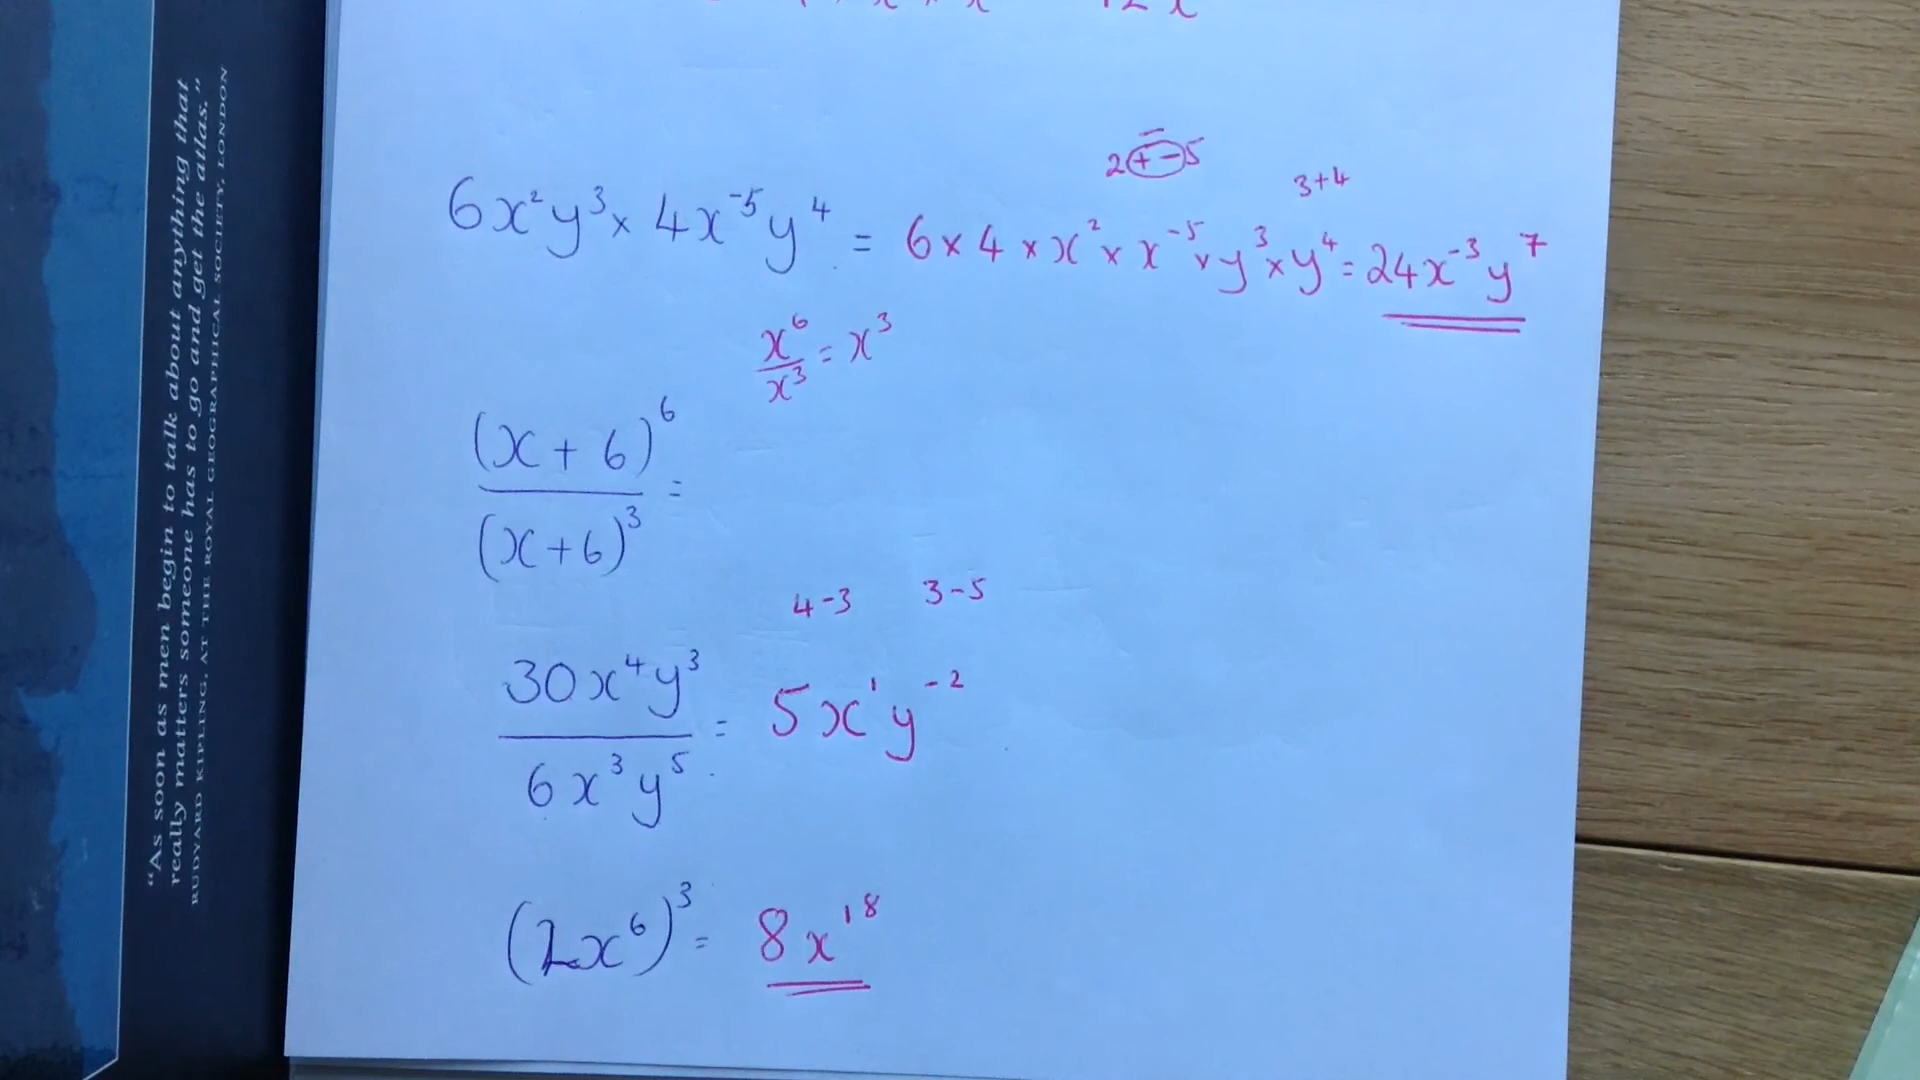 "As soon as men begin to talk about anything that
really matters someone has to go and get the atlas."
RUDYARD KIPLING, AT THE ROYAL GEOGRAPHICAL SOCIETY, LONDON
2 + - 5
-
3+4
6x²y³ × 4x⁻⁵y⁴ = 6 × 4 × x² × x⁻⁵ × y³ × y⁴ = 24x⁻³y⁷
x⁶/x³ = x³
(x + 6)⁶
/
(x+6)³ =
4-3 3-5
30x⁴y³
/
6x³y⁵ = 5x¹y⁻²
(2x⁶)³ = 8x¹⁸